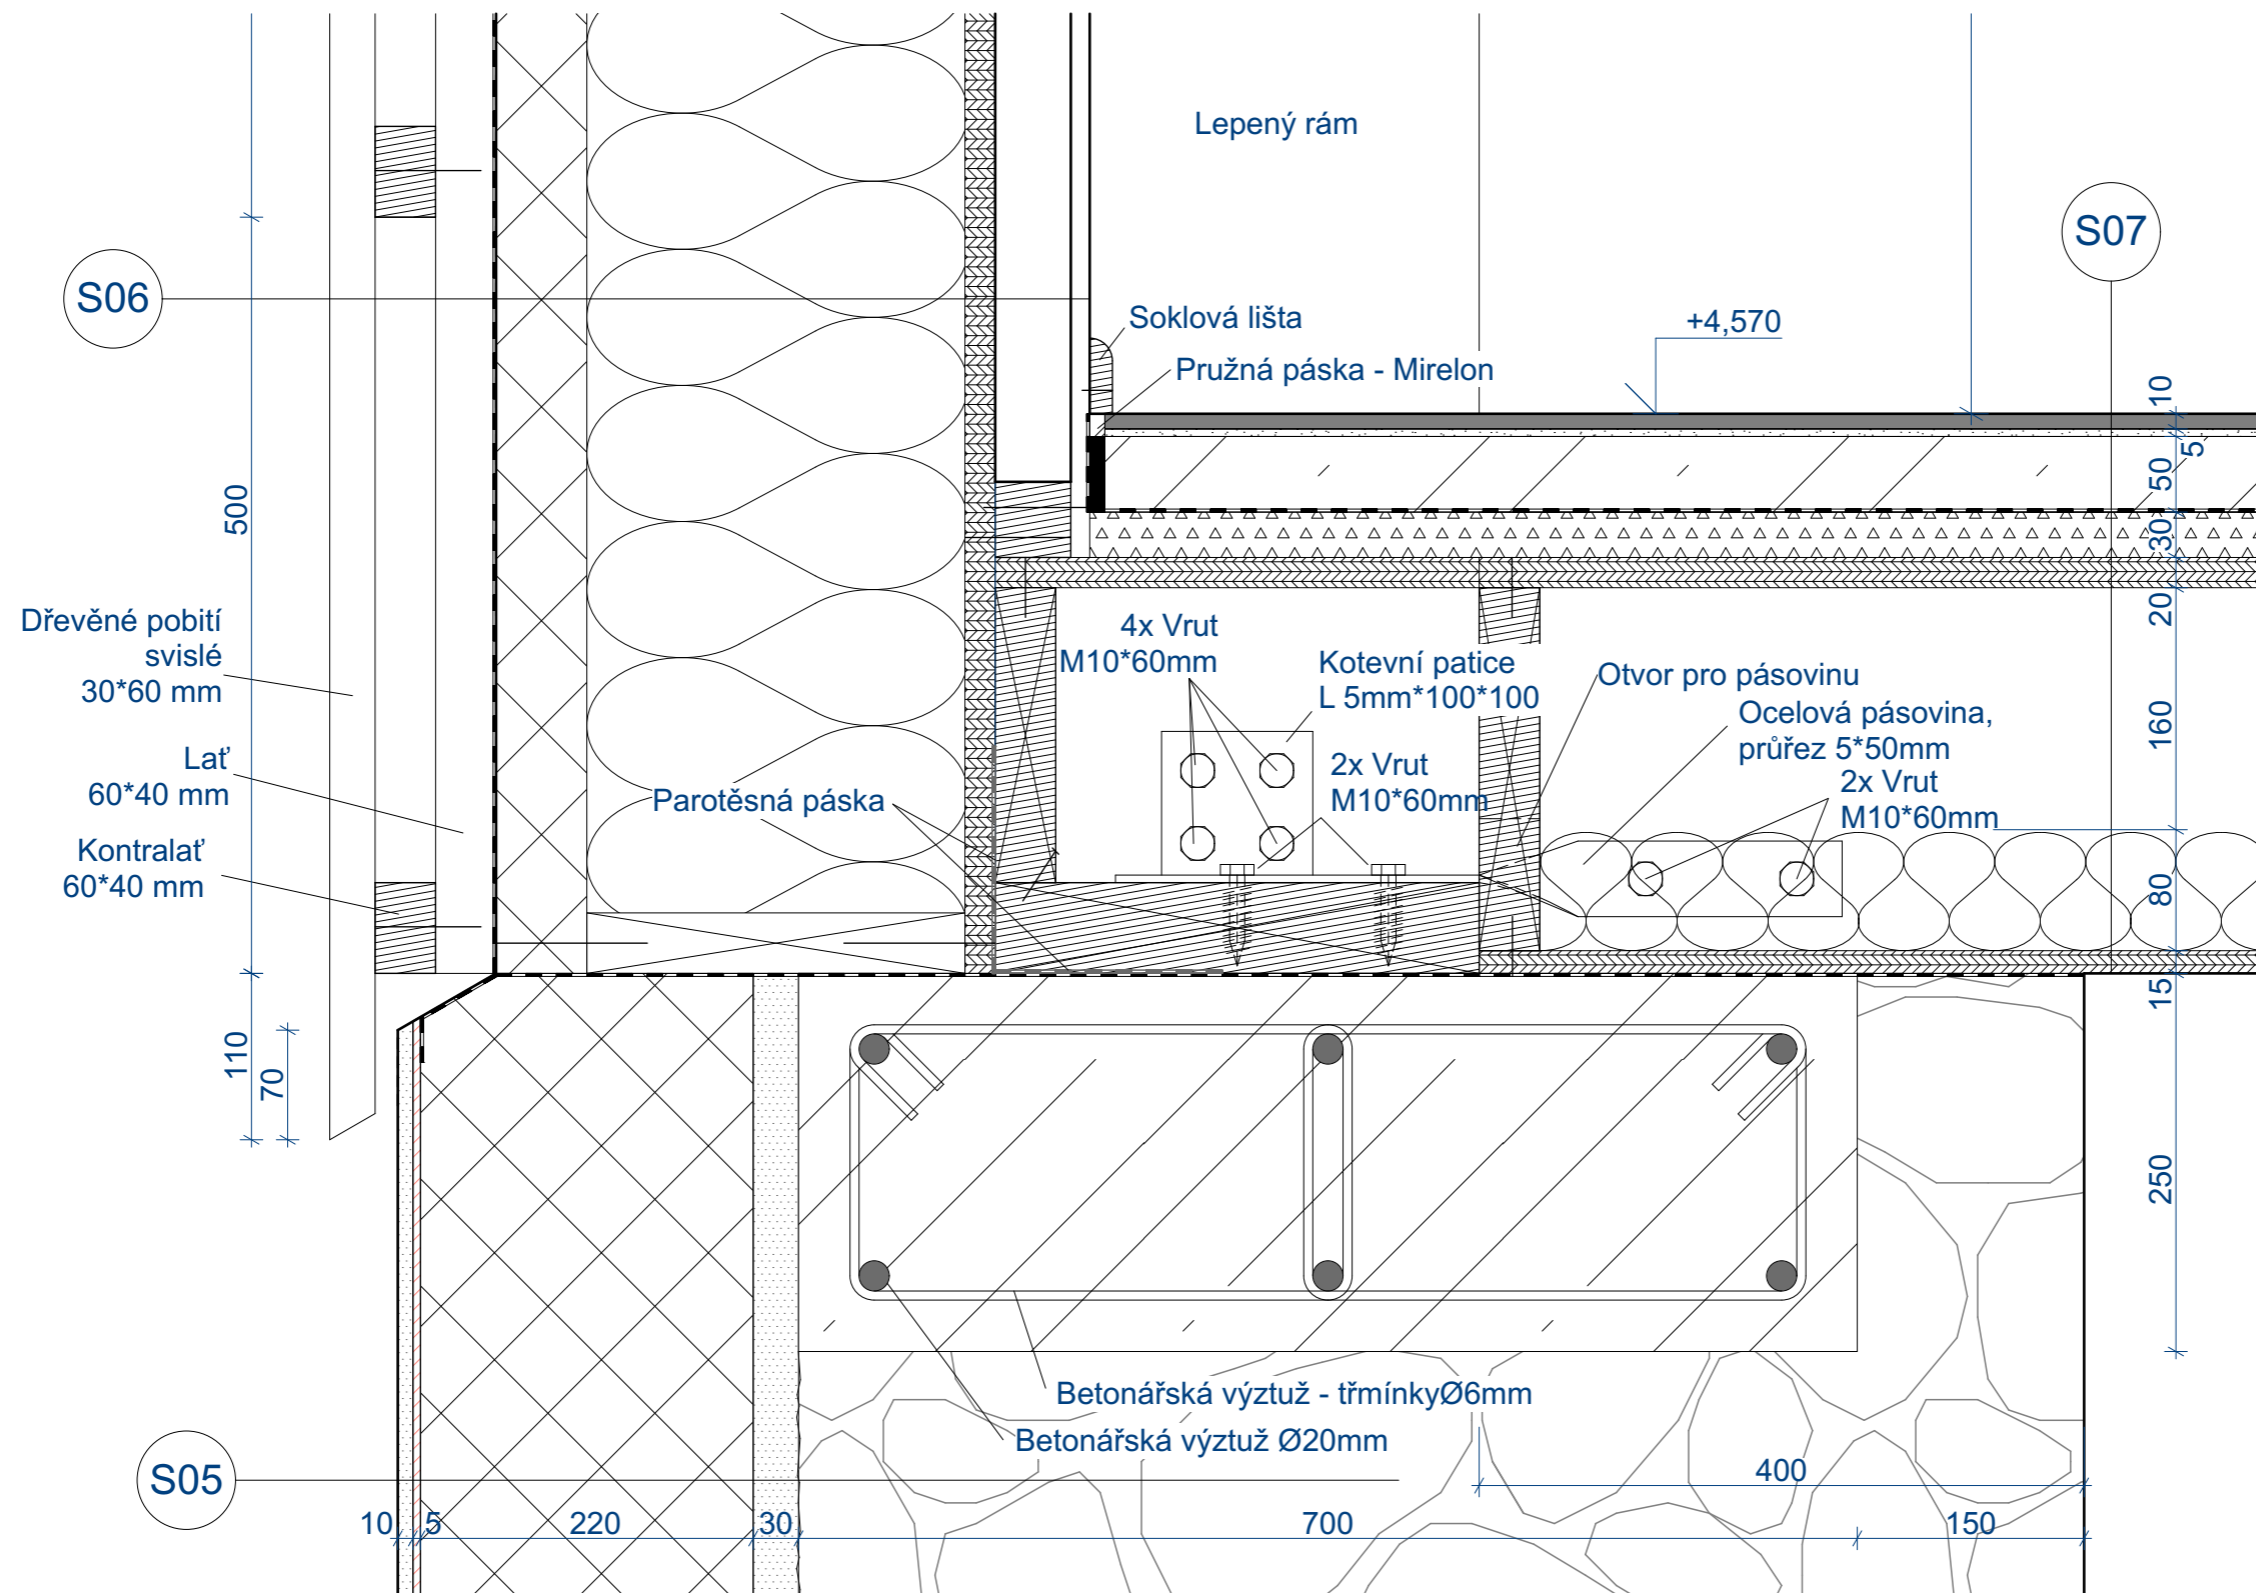 Lepený rám
S07
S06
Soklová lišta
+4,570
Pružná páska - Mirelon
10
5
50
30
20
500
Dřevěné pobití
svislé
30*60 mm
4x Vrut
M10*60mm
Kotevní patice
L 5mm*100*100
Otvor pro pásovinu
Ocelová pásovina,
průřez 5*50mm
160
Lať
60*40 mm
Parotěsná páska
2x Vrut
M10*60mm
2x Vrut
M10*60mm
Kontralať
60*40 mm
80
15
110
70
250
Betonářská výztuž - třmínkyØ6mm
Betonářská výztuž Ø20mm
S05
400
10
5
220
30
700
150